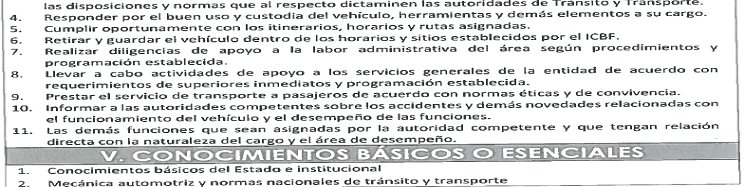 las disposiciones y normas que al respecto dictaminen las autoridades de Tránsito y Transporte.
4. Responder por el buen uso y custodia del vehículo, herramientas y demás elementos a su cargo.
5. Cumplir oportunamente con los itinerarios, horarios y rutas asignadas.
6. Retirar y guardar el vehículo dentro de los horarios y sitios establecidos por el ICBF.
7. Realizar diligencias de apoyo a la labor administrativa del área según procedimientos y
programación establecida.
8. Llevar a cabo actividades de apoyo a los servicios generales de la entidad de acuerdo con
requerimientos de superiores inmediatos y programación establecida.
9. Prestar el servicio de transporte a pasajeros de acuerdo con normas éticas y de convivencia.
10. Informar a las autoridades competentes sobre los accidentes y demás novedades relacionadas con
el funcionamiento del vehículo y el desempeño de las funciones.
11. Las demás funciones que sean asignadas por la autoridad competente y que tengan relación
directa con la naturaleza del cargo y el área de desempeño.
V. CONOCIMIENTOS BÁSICOS O ESENCIALES
1. Conocimientos básicos del Estado e institucional
2. Mecánica automotriz y normas nacionales de tránsito y transporte